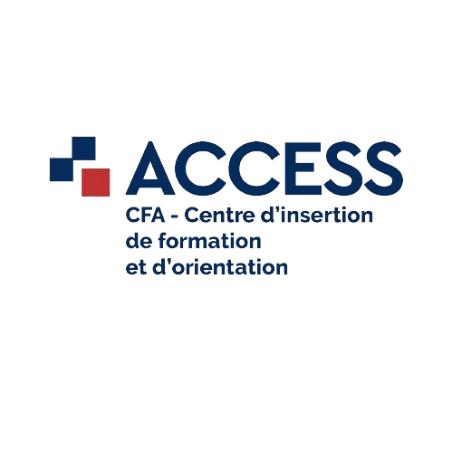 ACCESS
CFA - Centre d’insertion
de formation
et d’orientation